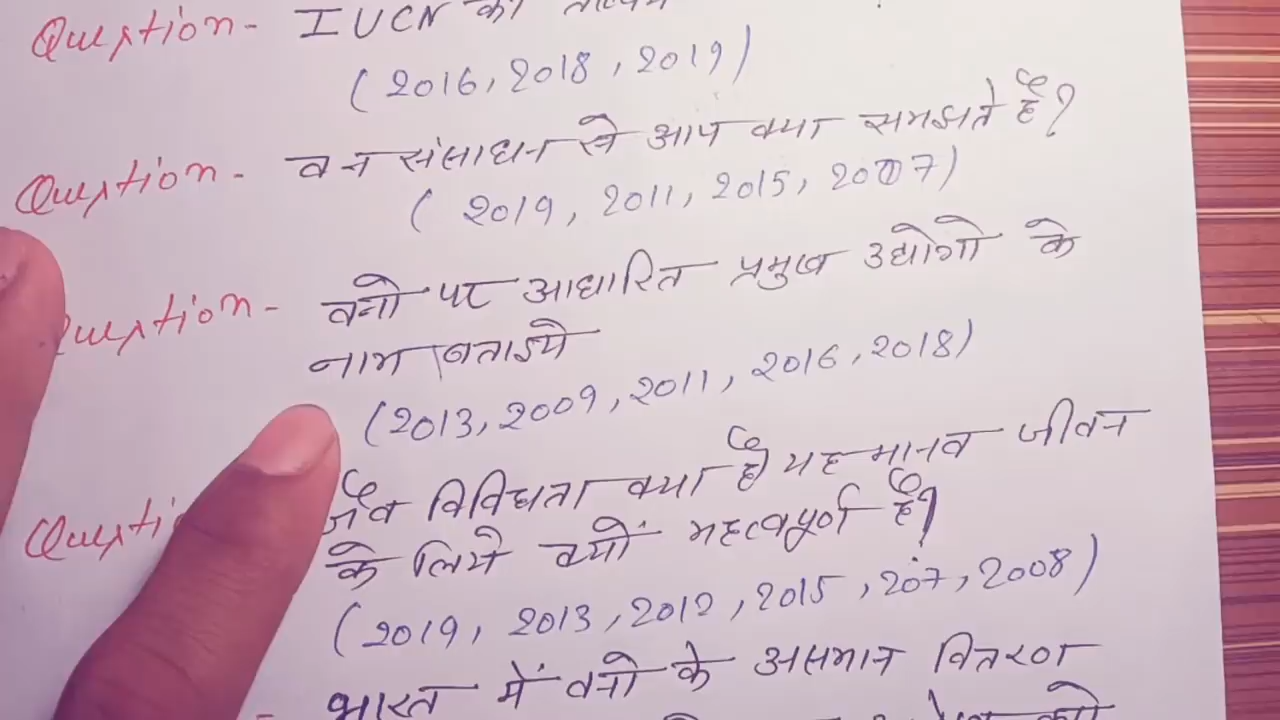 Question- IUCN का
(2016, 2018, 2019)
Question- वन संसाधन से आप क्या समझते है?
(2019, 2011, 2015, 2007)
Question- वनो पर आधारित प्रमुख उद्योगो के
नाम बताइये
(2013, 2009, 2011, 2016, 2018)
जैव विविधता क्या है यह मानव जीवन
के लिये क्यों महत्वपूर्ण है?
(2019, 2013, 2012, 2015, 207, 2008)
भारत में वनो के असमान वितरण